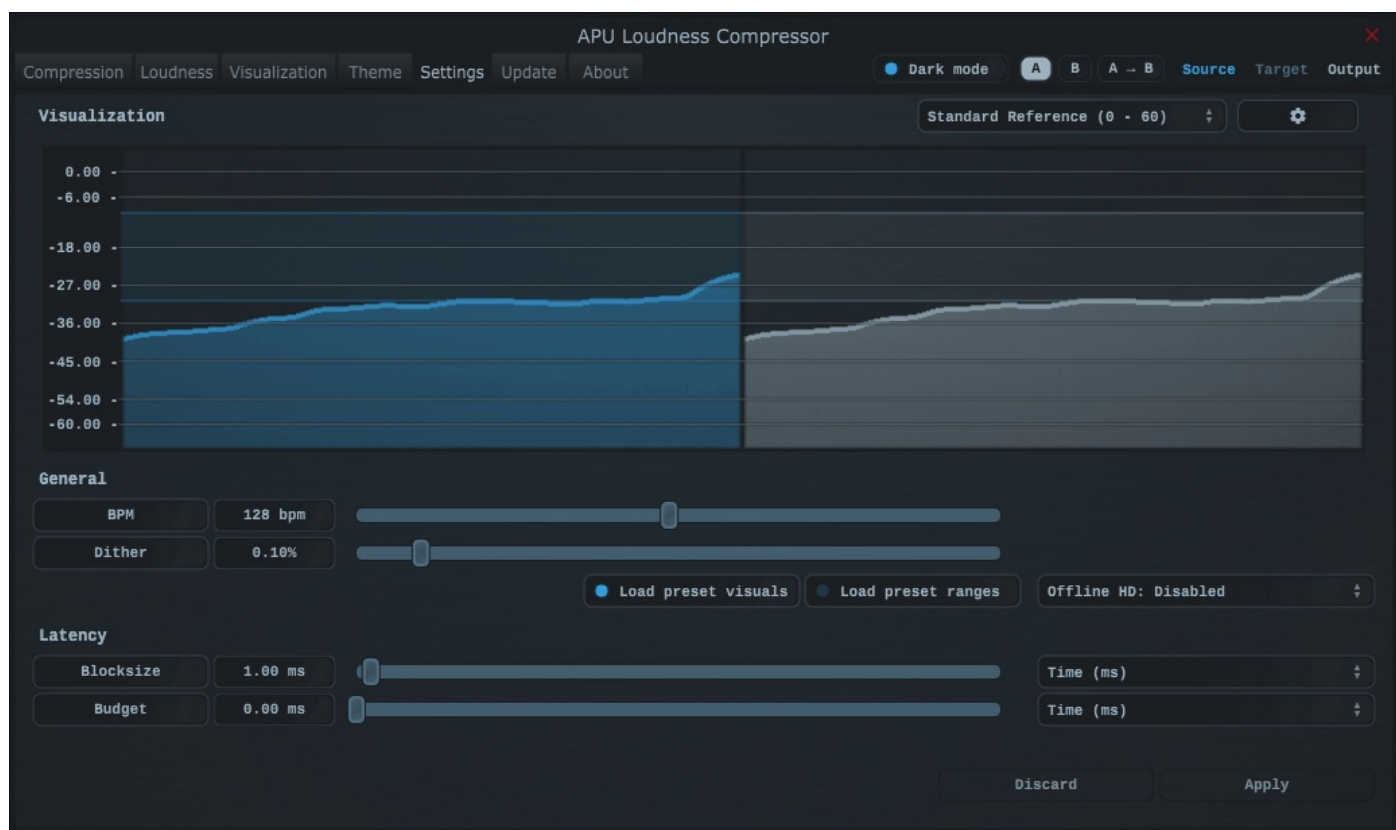 APU Loudness Compressor
Compression Loudness Visualization Theme Settings Update About Dark mode A B A → B Source Target Output
Visualization Standard Reference (0 - 60)
0.00 -
-6.00 -
-18.00 -
-27.00 -
-36.00 -
-45.00 -
-54.00 -
-60.00 -
General
BPM 128 bpm
Dither 0.10%
Load preset visuals Load preset ranges Offline HD: Disabled
Latency
Blocksize 1.00 ms Time (ms)
Budget 0.00 ms Time (ms)
Discard Apply